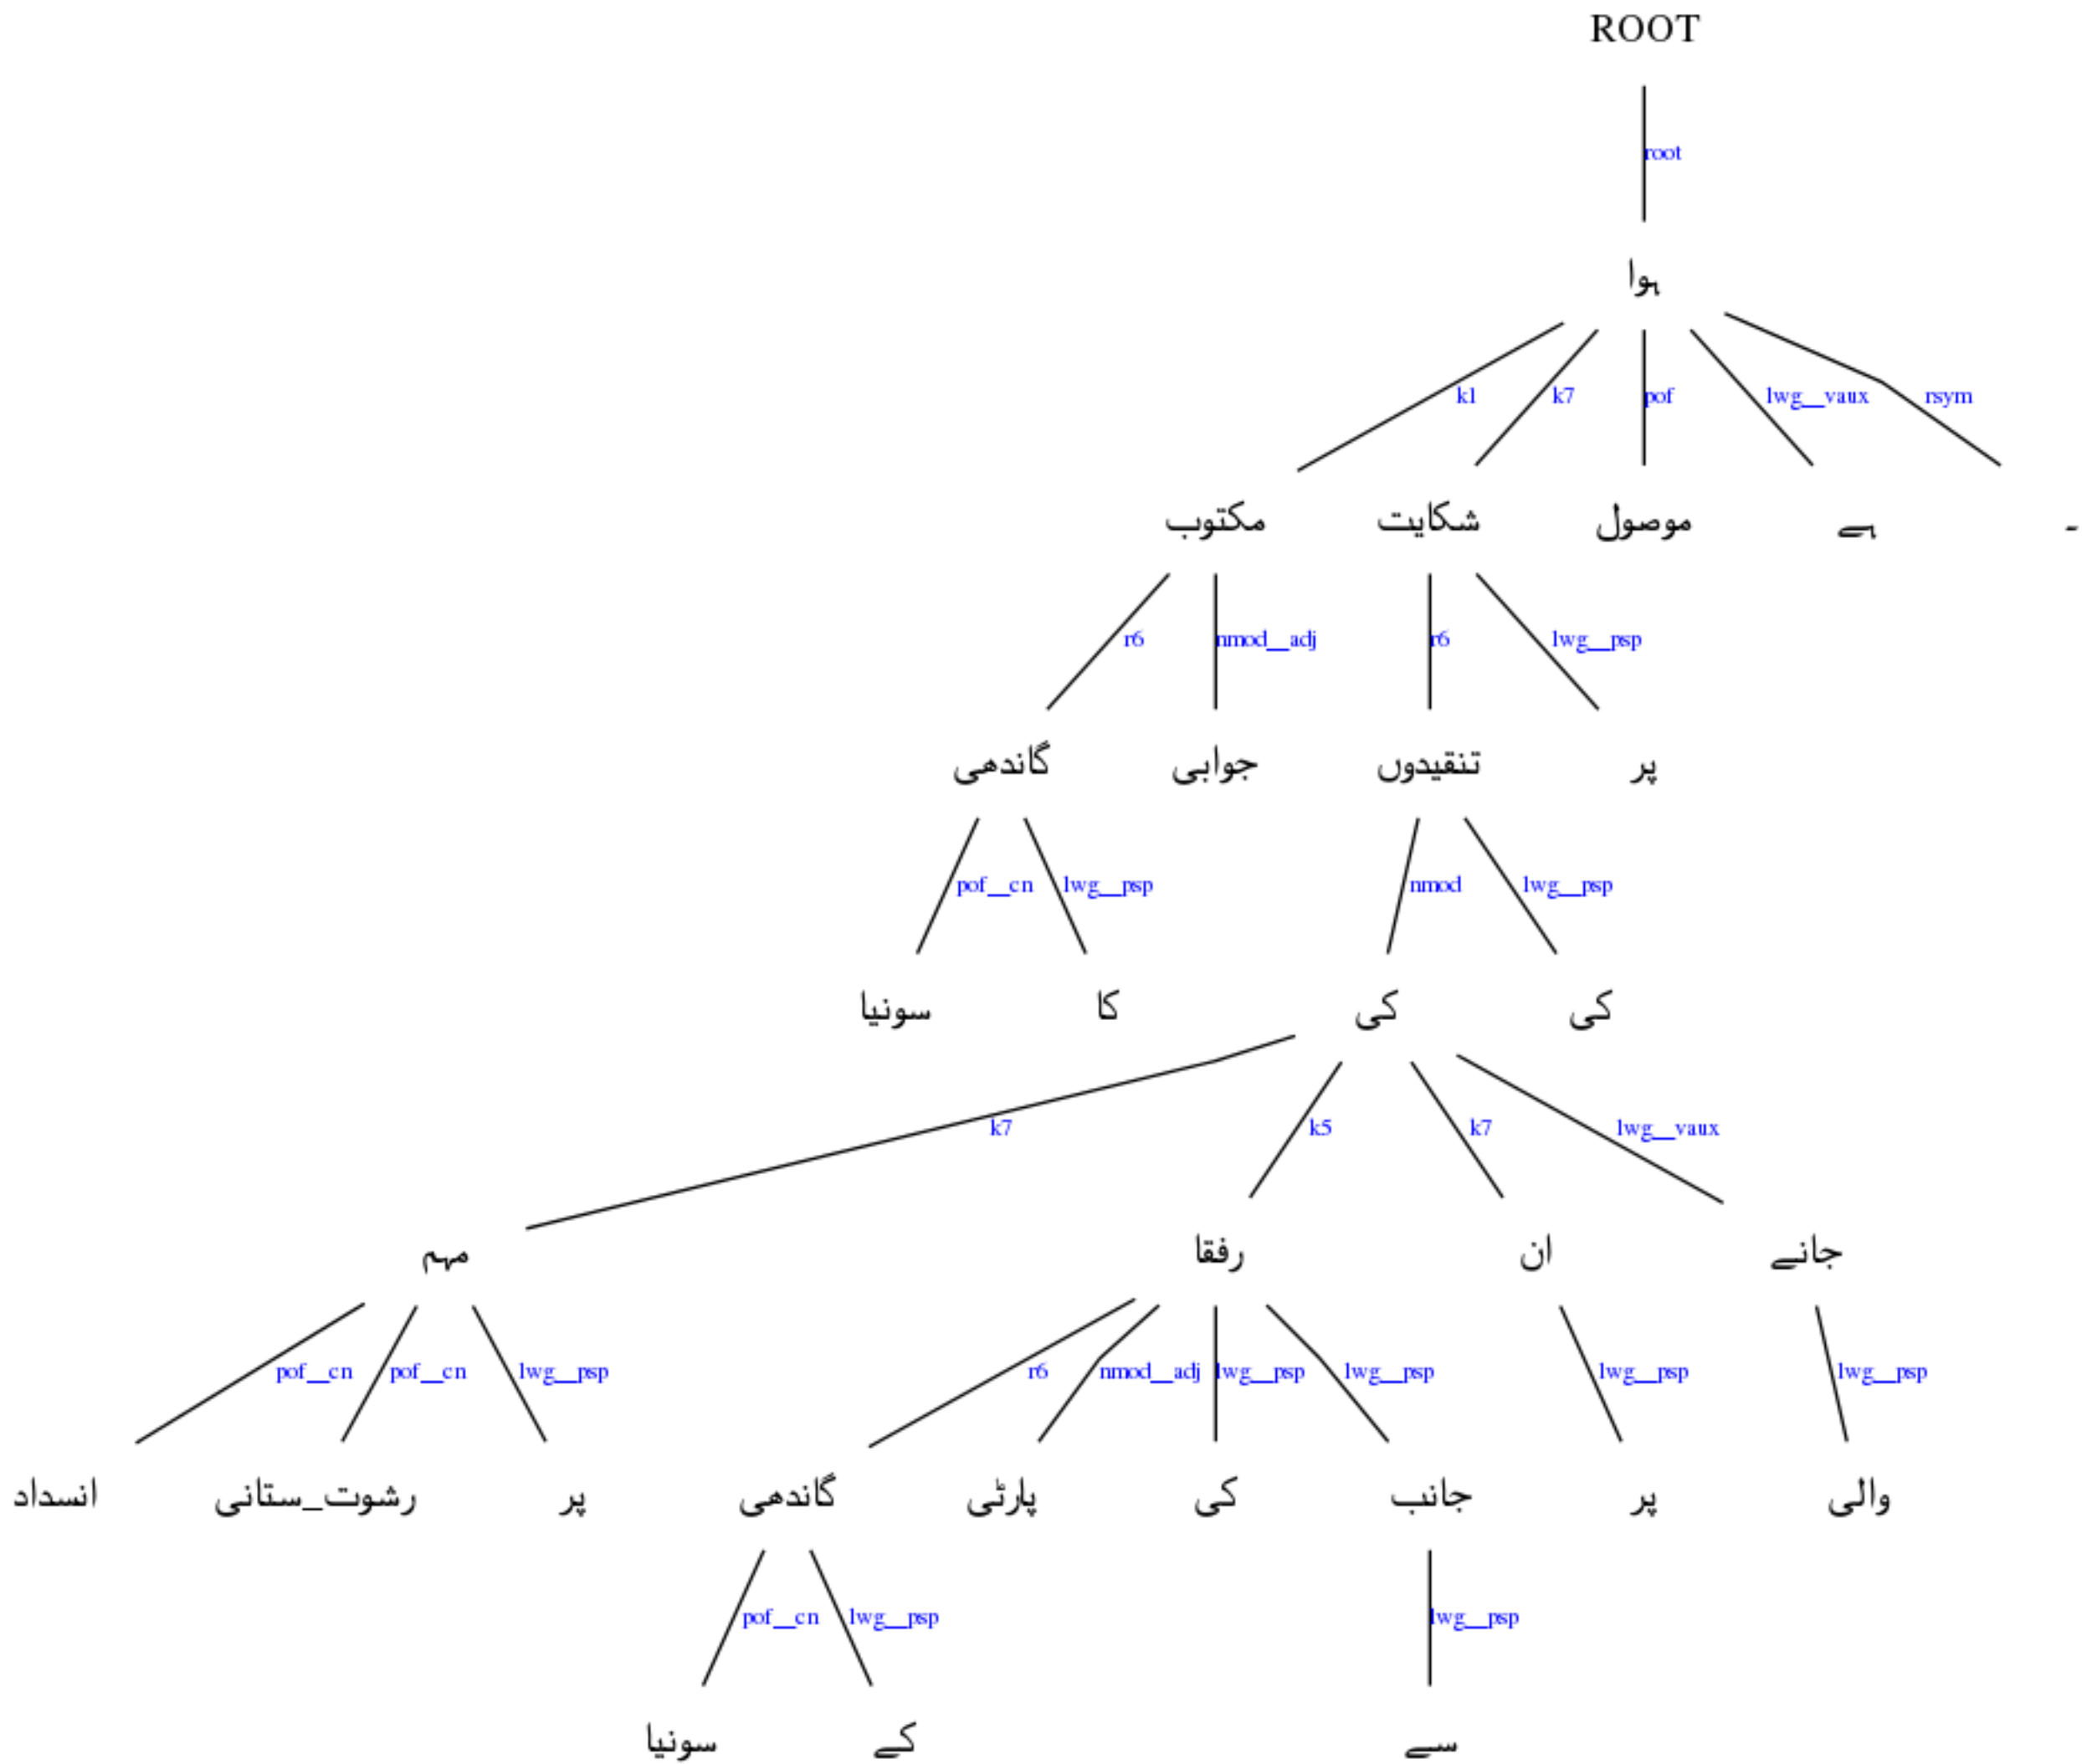 ROOT
root
ہوا
k1 k7 pof lwg__vaux rsym
مکتوب شکایت موصول ہے ۔
r6 nmod__adj r6 lwg__psp
گاندھی جوابی تنقیدوں پر
pof__cn lwg__psp nmod lwg__psp
سونیا کا کی کی
k7 k5 k7 lwg__vaux
مہم رفقا ان جانے
pof__cn pof__cn lwg__psp r6 nmod__adj lwg__psp lwg__psp lwg__psp lwg__psp
انسداد رشوت_ستانی پر گاندھی پارٹی کی جانب پر والی
pof__cn lwg__psp lwg__psp
سونیا کے سے